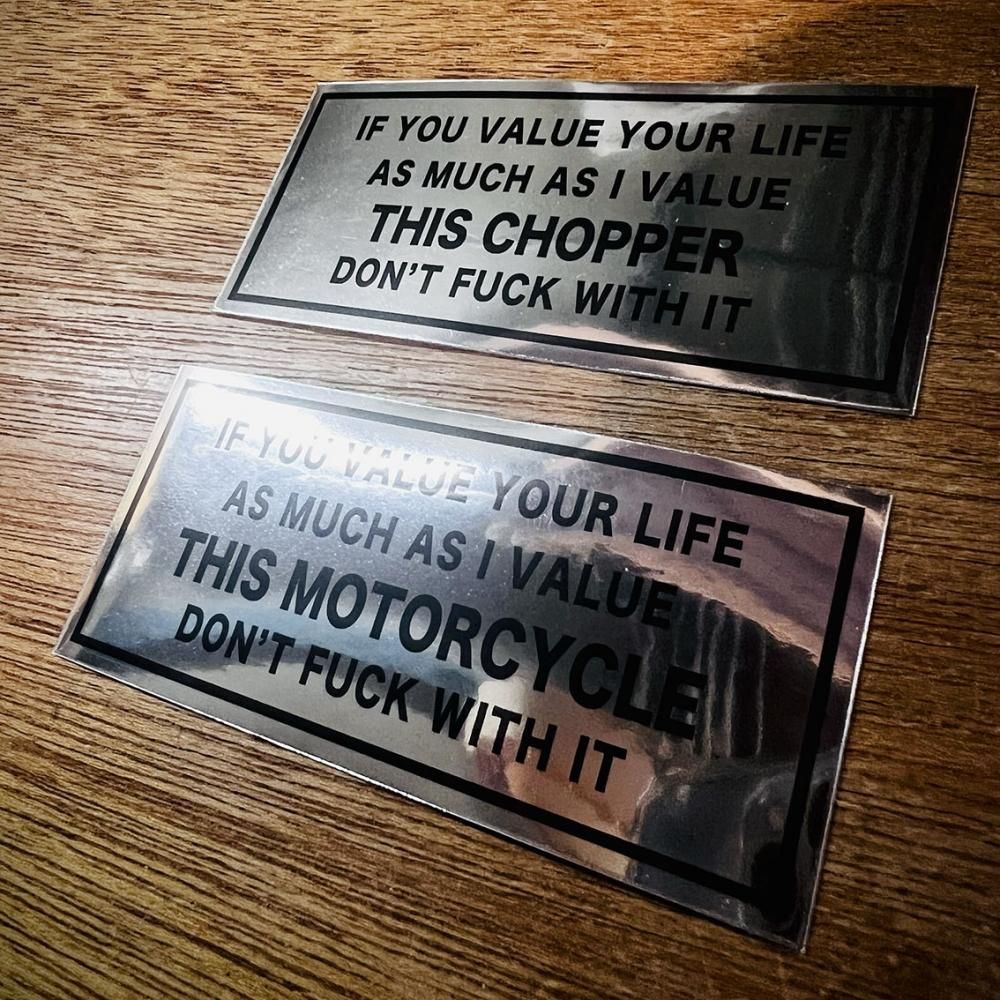 IF YOU VALUE YOUR LIFE
AS MUCH AS I VALUE
THIS CHOPPER
DON'T FUCK WITH IT
IF YOU VALUE YOUR LIFE
AS MUCH AS I VALUE
THIS MOTORCYCLE
DON'T FUCK WITH IT